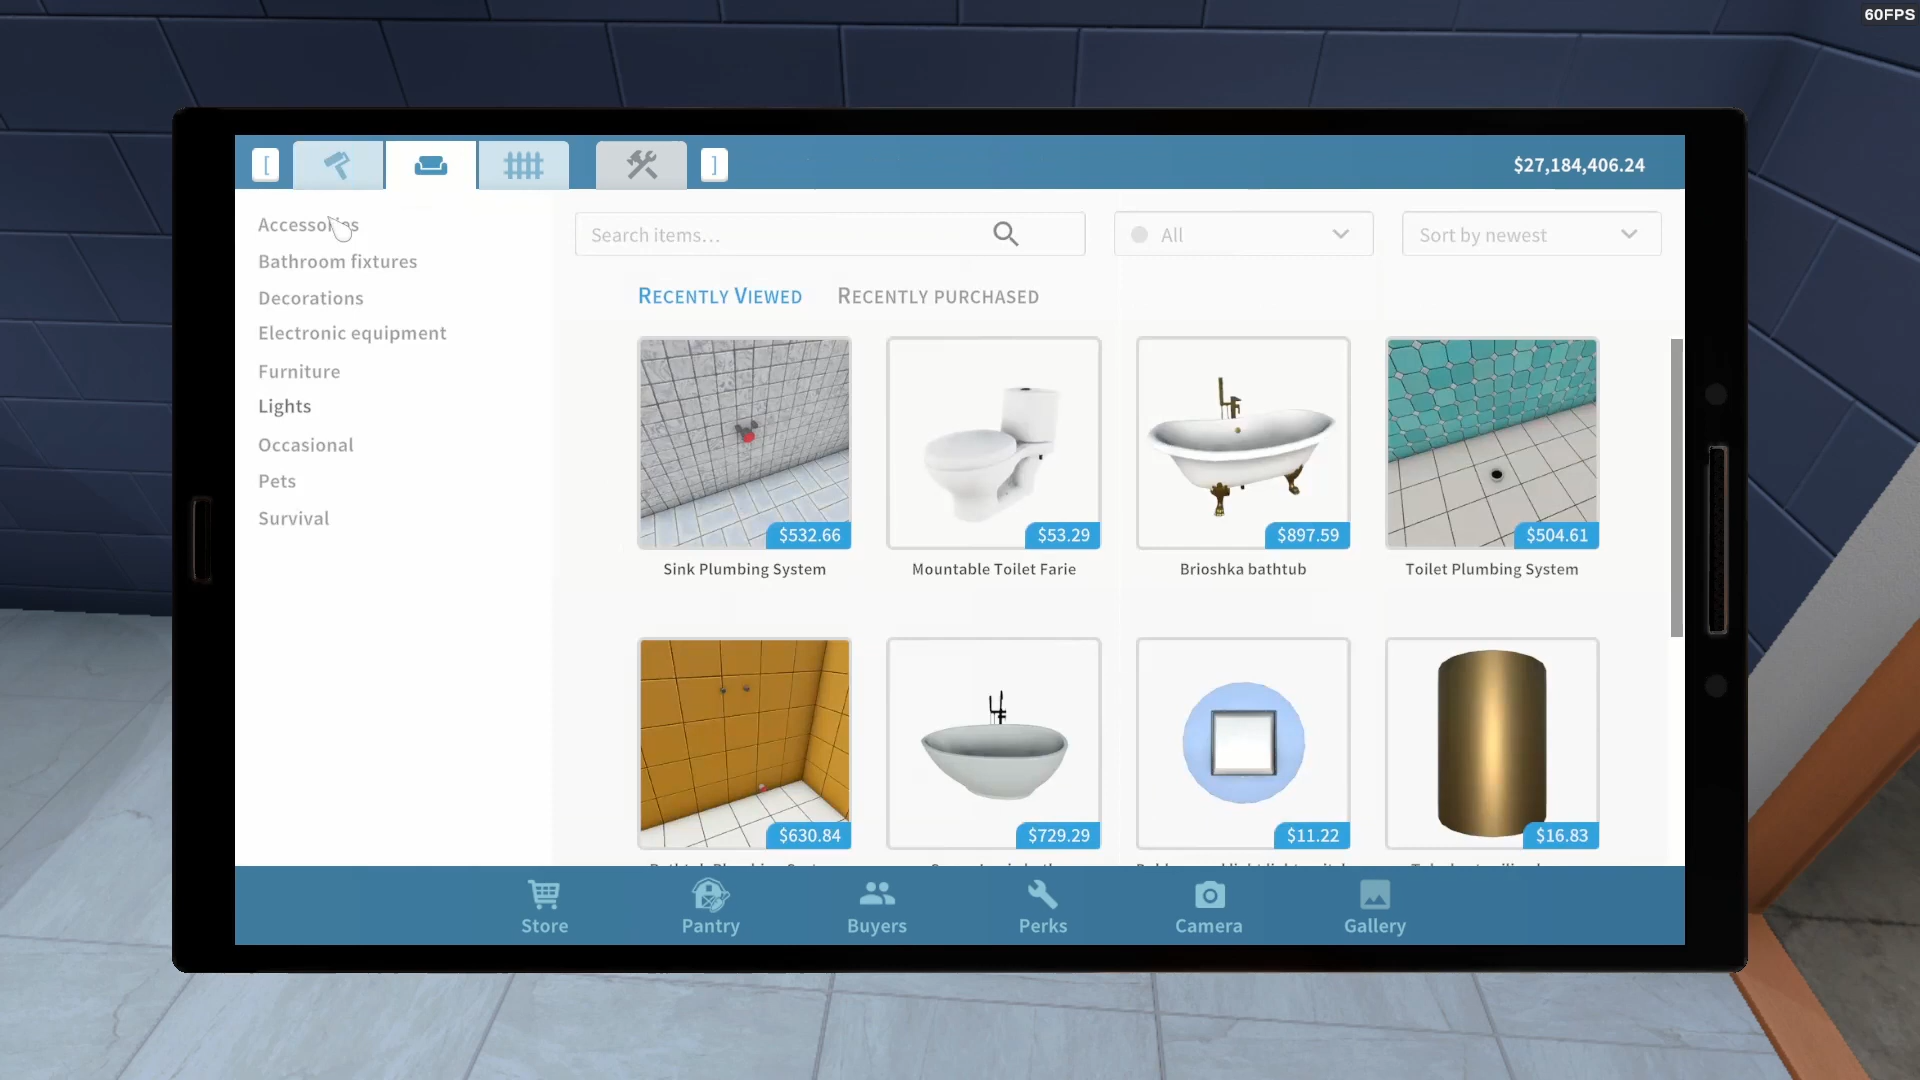 60FPS
[
]
$27,184,406.24
Accessories
Bathroom fixtures
Decorations
Electronic equipment
Furniture
Lights
Occasional
Pets
Survival
Search items...
All
Sort by newest
RECENTLY VIEWED
RECENTLY PURCHASED
$532.66
$53.29
$897.59
$504.61
Sink Plumbing System
Mountable Toilet Farie
Brioshka bathtub
Toilet Plumbing System
$630.84
$729.29
$11.22
$16.83
Store
Pantry
Buyers
Perks
Camera
Gallery